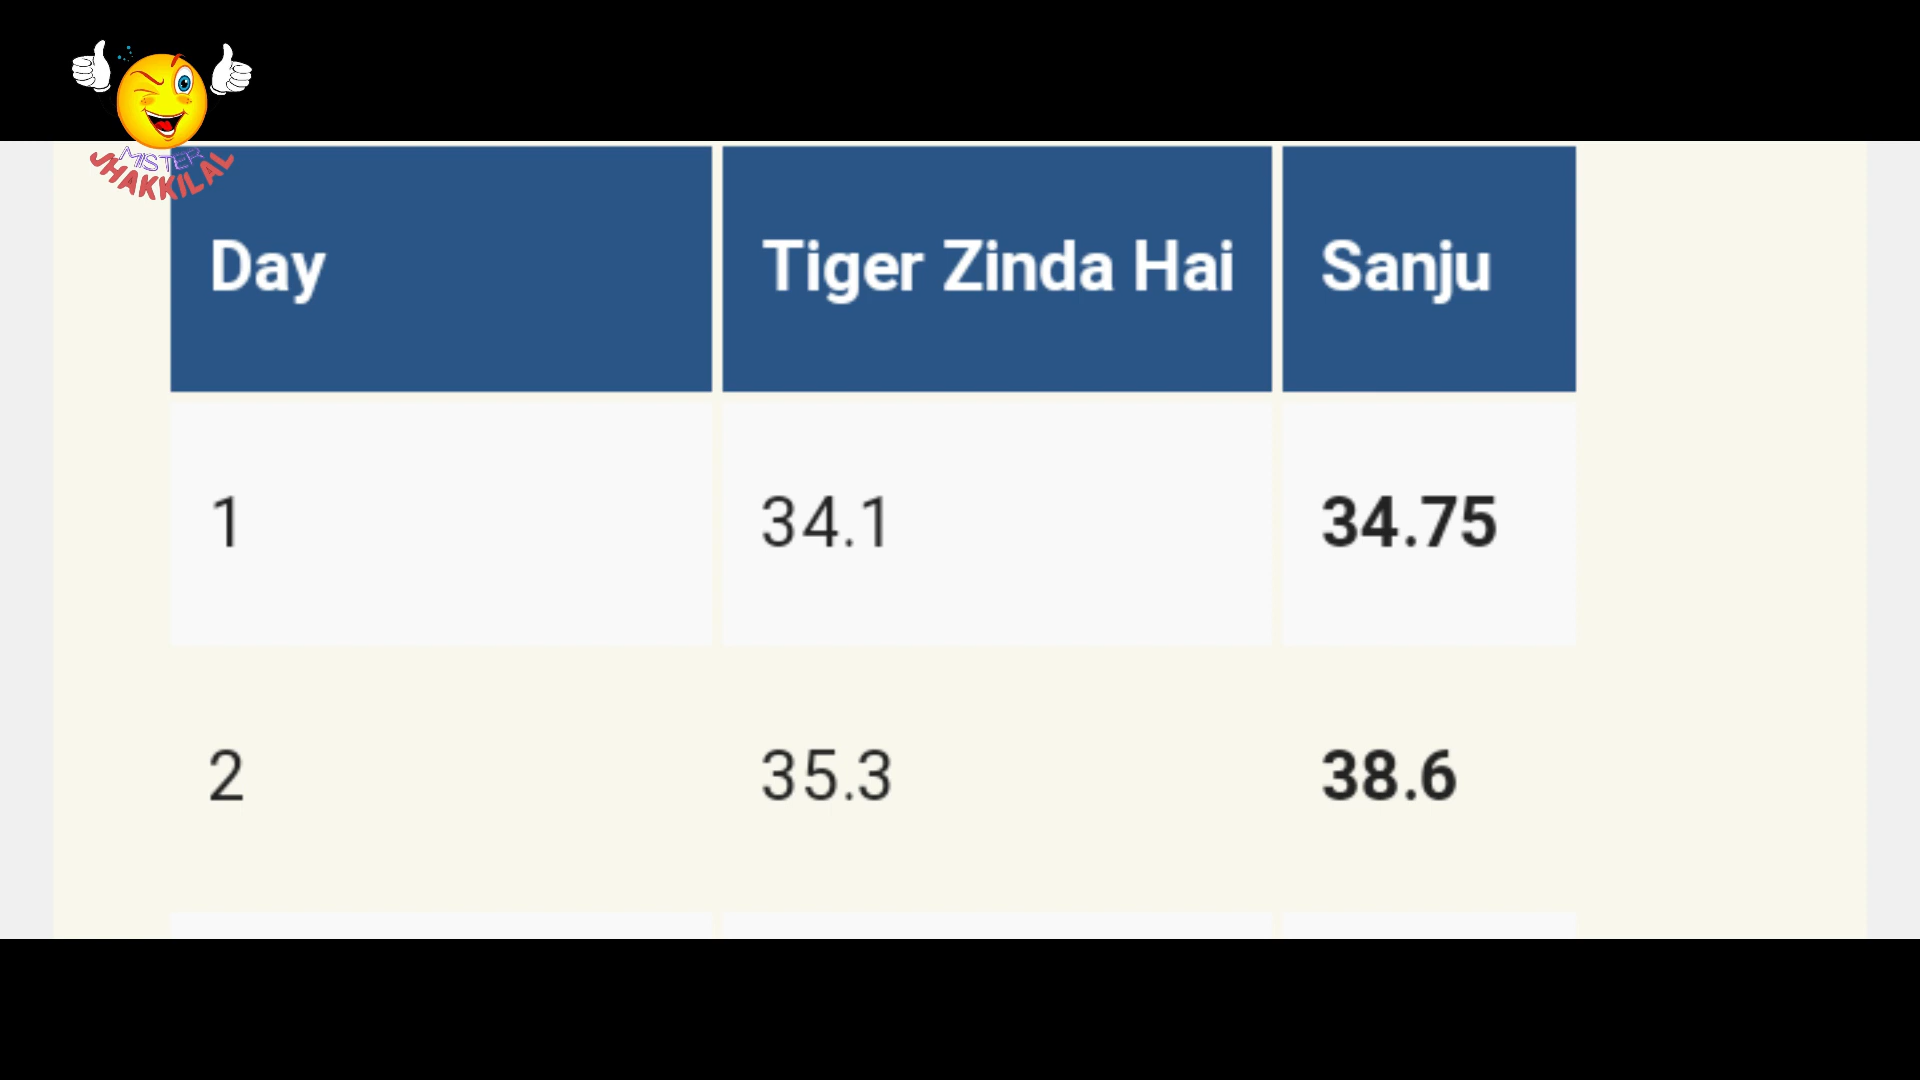 MISTER
JHAKKILAL
Day Tiger Zinda Hai Sanju
1 34.1 34.75
2 35.3 38.6